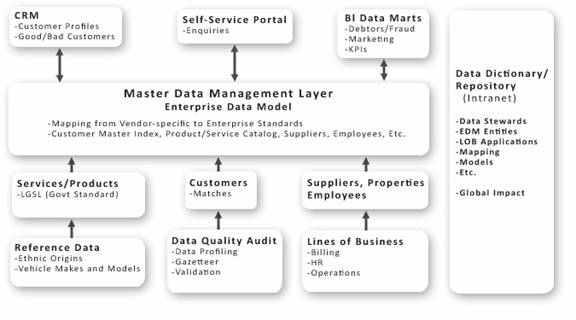 CRM
-Customer Profiles
-Good/Bad Customers
Self-Service Portal
-Enquiries
BI Data Marts
-Debtors/Fraud
-Marketing
-KPIs
Master Data Management Layer
Enterprise Data Model
-Mapping from Vendor-specific to Enterprise Standards
-Customer Master Index, Product/Service Catalog, Suppliers, Employees, Etc.
Services/Products
-LGSL (Govt Standard)
Customers
-Matches
Suppliers, Properties
Employees
Reference Data
-Ethnic Origins
-Vehicle Makes and Models
Data Quality Audit
-Data Profiling
-Gazetteer
-Validation
Lines of Business
-Billing
-HR
-Operations
Data Dictionary/
Repository
(Intranet)
-Data Stewards
-EDM Entities
-LOB Applications
-Mapping
-Models
-Etc.
-Global Impact